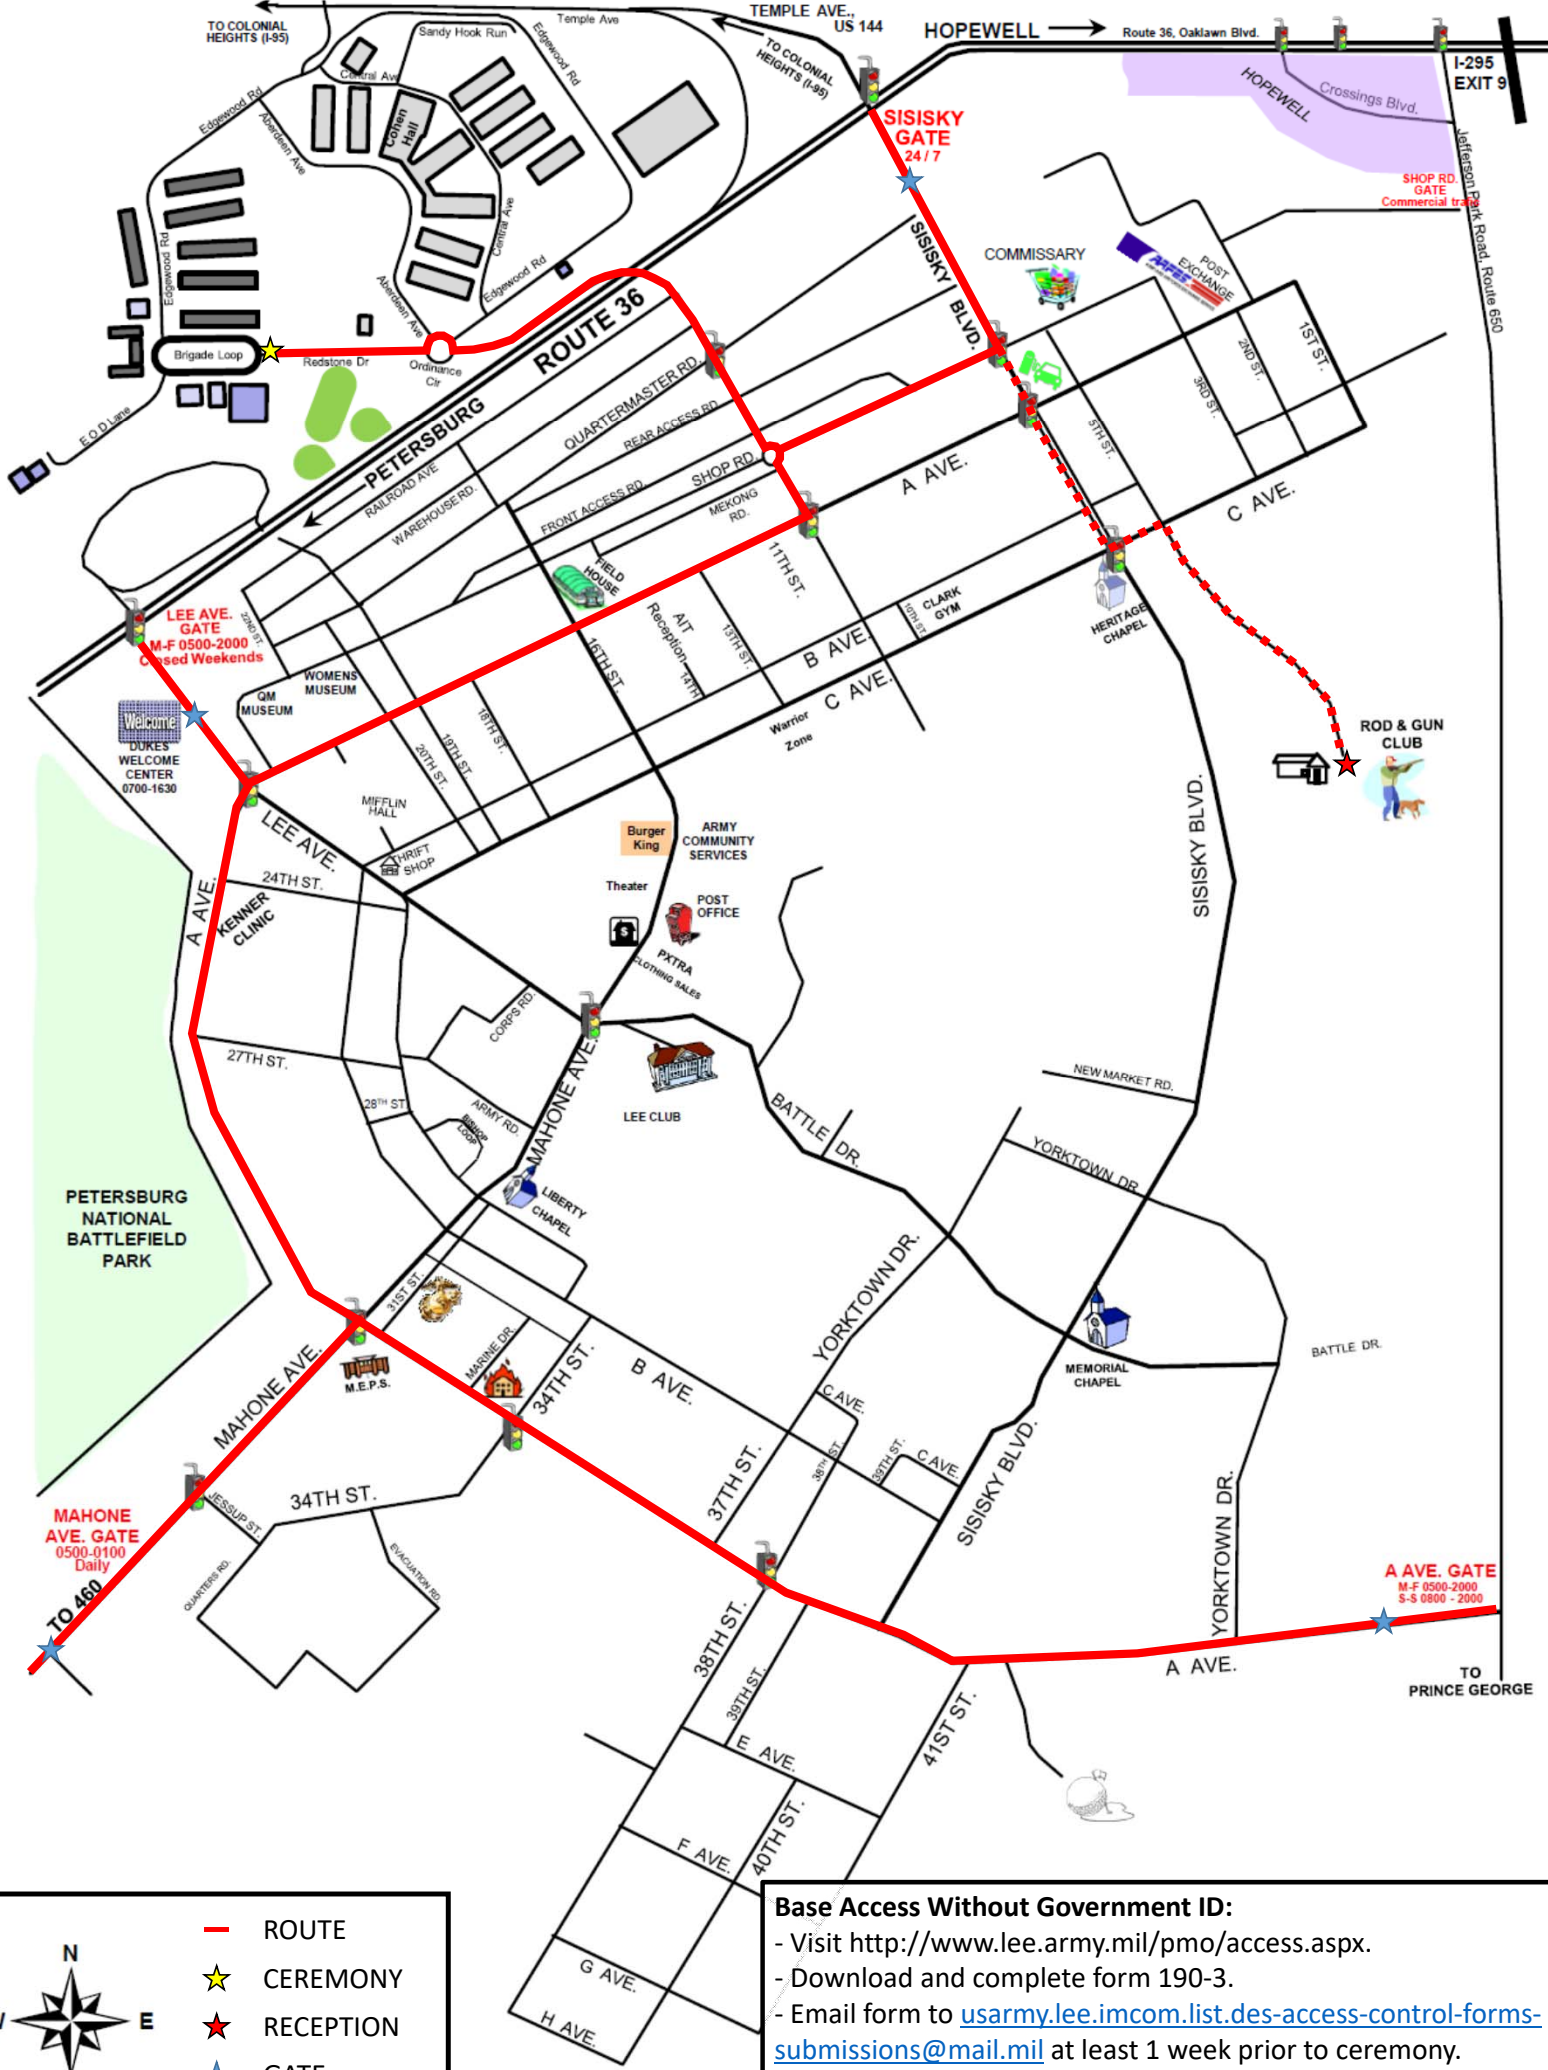 TO COLONIAL
HEIGHTS (I-95)
Temple Ave
TEMPLE AVE.,
US 144
TO COLONIAL
HEIGHTS (I-95)
HOPEWELL
Route 36, Oaklawn Blvd.
I-295
EXIT 9
HOPEWELL
Crossings Blvd.
Jefferson Park Road, Route 650
Sandy Hook Run
Edgewood Rd
Central Ave
Edgewood Rd
Aberdeen Ave
Cohen
Hall
Central Ave
Edgewood Rd
Edgewood Rd
Aberdeen Ave
Brigade Loop
Redstone Dr
Ordinance
Clr
E O D Lane
SISISKY
GATE
24 / 7
SISISKY BLVD.
SHOP RD.
GATE
Commercial
COMMISSARY
AAFES
POST
EXCHANGE
1ST ST.
2ND ST.
3RD ST.
5TH ST.
ROUTE 36
PETERSBURG
QUARTERMASTER RD.
REAR ACCESS RD
RAILROAD AVE
WAREHOUSE RD.
FRONT ACCESS RD.
SHOP RD.
MEKONG
RD.
A AVE.
C AVE.
FIELD
HOUSE
11TH ST.
AIT
Reception
13TH ST.
14TH
16TH ST.
10TH ST
CLARK
GYM
HERITAGE
CHAPEL
B AVE.
C AVE.
Warrior
Zone
LEE AVE.
GATE
M-F 0500-2000
Closed Weekends
22ND ST.
WOMENS
MUSEUM
QM
MUSEUM
Welcome
DUKES
WELCOME
CENTER
0700-1630
18TH ST.
19TH ST.
20TH ST.
MIFFLIN
HALL
THRIFT
SHOP
LEE AVE.
ROD & GUN
CLUB
SISISKY BLVD.
Burger
King
ARMY
COMMUNITY
SERVICES
Theater
POST
OFFICE
$
PXTRA
CLOTHING SALES
A AVE.
24TH ST.
KENNER
CLINIC
CORPS RD.
27TH ST.
28TH ST
ARMY RD.
BISHOP
LOOP
MAHONE AVE.
LEE CLUB
BATTLE DR.
NEW MARKET RD.
YORKTOWN DR.
LIBERTY
CHAPEL
PETERSBURG
NATIONAL
BATTLEFIELD
PARK
YORKTOWN DR.
31ST ST.
MARINE DR.
34TH ST.
B AVE.
MEMORIAL
CHAPEL
BATTLE DR.
M.E.P.S.
MAHONE AVE.
C AVE.
38TH ST.
39TH ST.
C AVE.
37TH ST.
SISISKY BLVD.
YORKTOWN DR.
JESSUP ST.
34TH ST.
QUARTERS RD.
EVACUATION RD.
MAHONE
AVE. GATE
0500-0100
Daily
TO 460
A AVE. GATE
M-F 0500-2000
S-S 0800 - 2000
A AVE.
TO
PRINCE GEORGE
38TH ST.
39TH ST.
41ST ST.
E AVE.
40TH ST.
F AVE.
G AVE.
H AVE.
N
E
ROUTE
CEREMONY
RECEPTION
GATE
Base Access Without Government ID:
- Visit http://www.lee.army.mil/pmo/access.aspx.
- Download and complete form 190-3.
- Email form to usarmy.lee.imcom.list.des-access-control-forms-
submissions@mail.mil at least 1 week prior to ceremony.